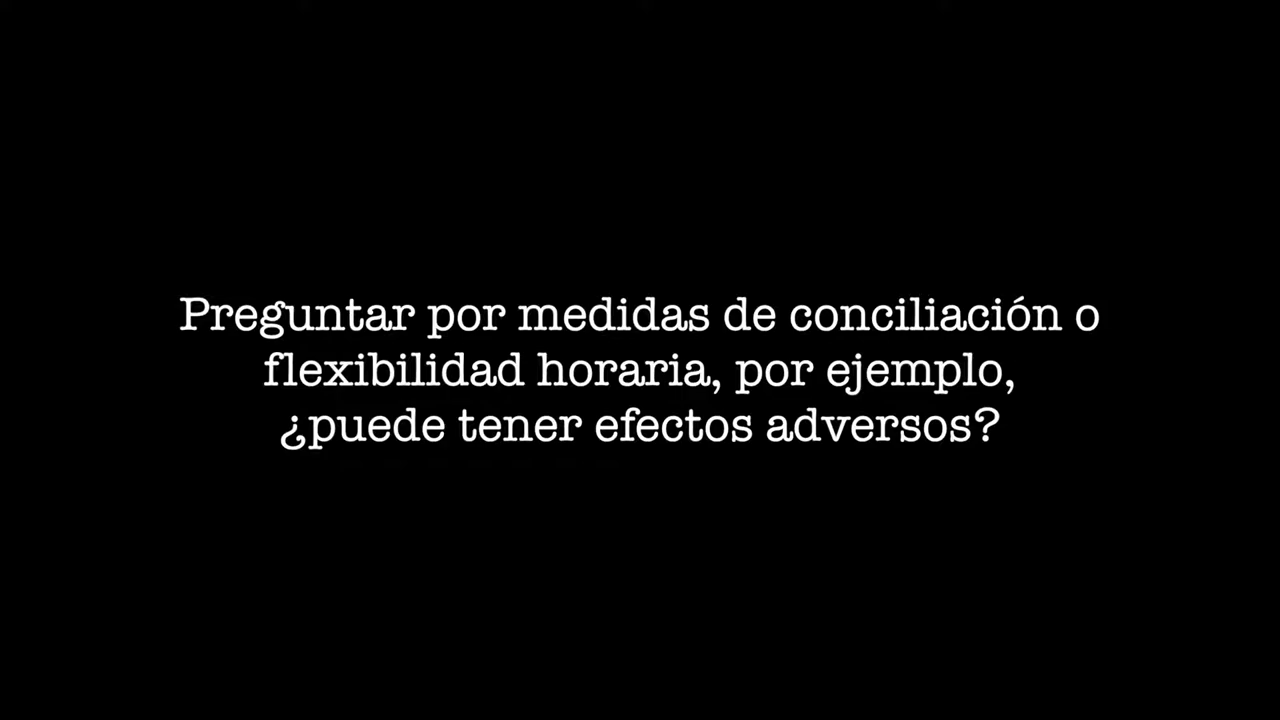 Preguntar por medidas de conciliación o
flexibilidad horaria, por ejemplo,
¿puede tener efectos adversos?